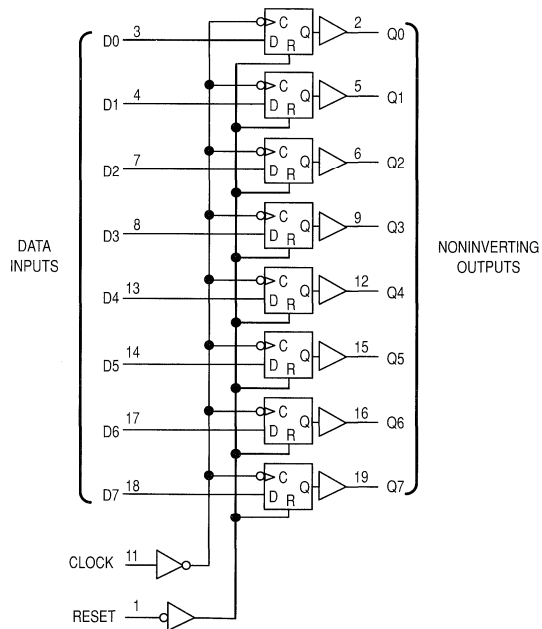 C
D0 3 D Q 2 Q0
R
C
D1 4 D Q 5 Q1
R
C
D2 7 D Q 6 Q2
R
C
D3 8 D Q 9 Q3
R
DATA
INPUTS
NONINVERTING
OUTPUTS
C
D4 13 D Q 12 Q4
R
C
D5 14 D Q 15 Q5
R
C
D6 17 D Q 16 Q6
R
C
D7 18 D Q 19 Q7
R
CLOCK 11
RESET 1